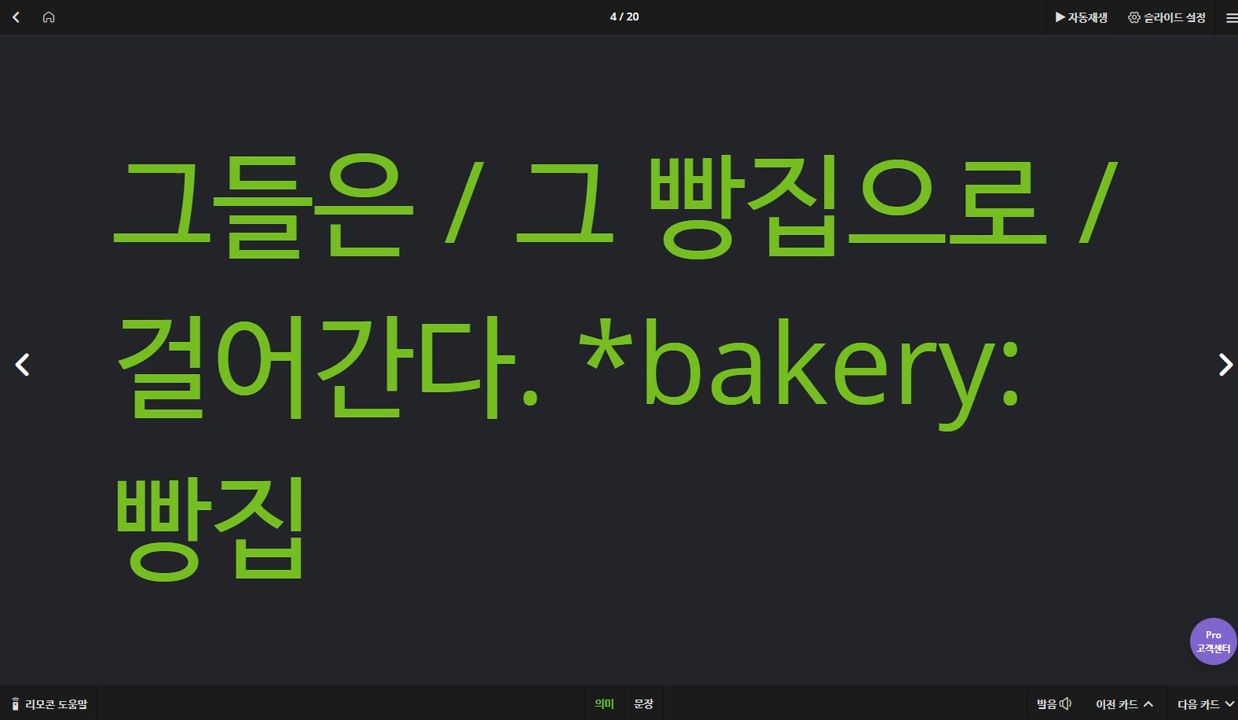 4 / 20
자동재생
슬라이드 설정
그들은 / 그 빵집으로 /
걸어간다. *bakery:
빵집
Pro
고객센터
리모콘 도움말
의미
문장
발음
이전 카드
다음 카드